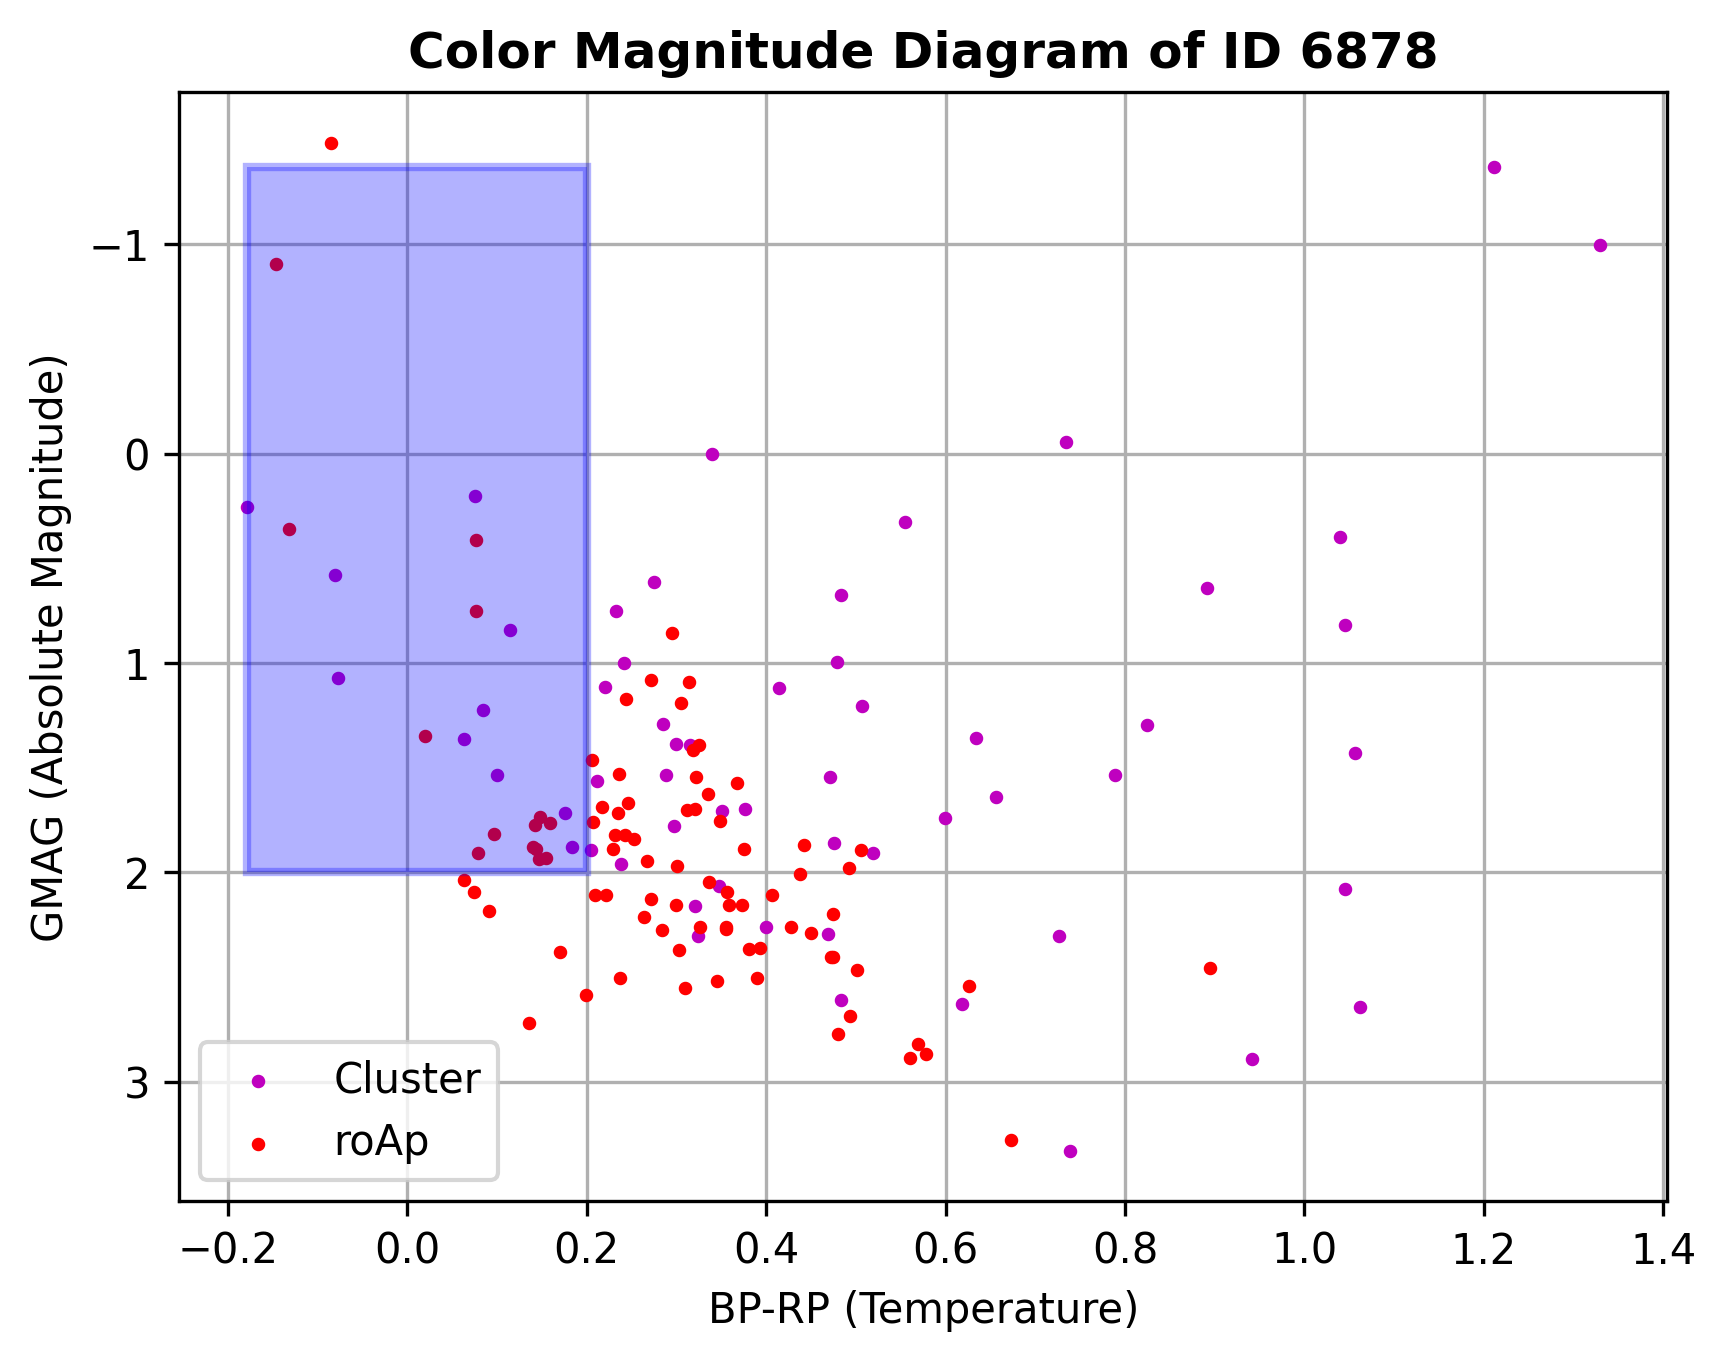 Color Magnitude Diagram of ID 6878
GMAG (Absolute Magnitude)
−1
0
1
2
3
Cluster
roAp
−0.2 0.0 0.2 0.4 0.6 0.8 1.0 1.2 1.4
BP-RP (Temperature)